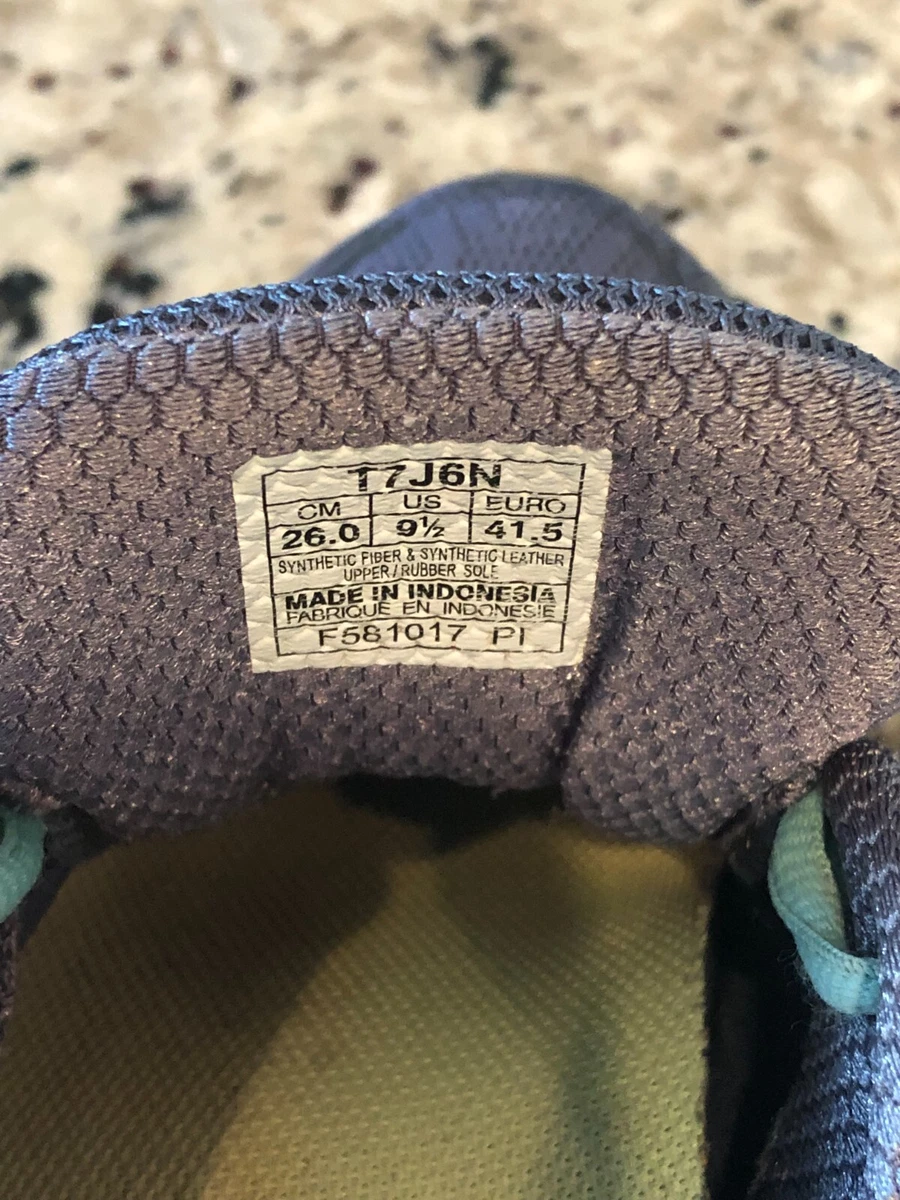 T7J6N
CM US EURO
26.0 9½ 41.5
SYNTHETIC FIBER & SYNTHETIC LEATHER
UPPER / RUBBER SOLE
MADE IN INDONESIA
FABRIQUE EN INDONESIE
F581017 PI